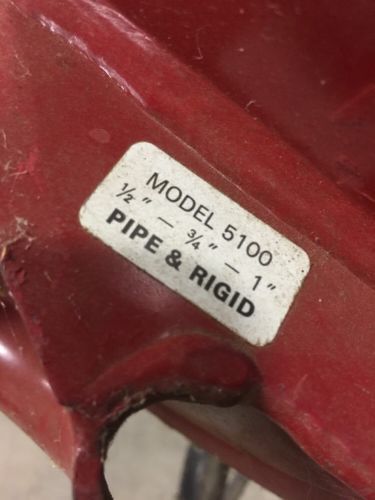 MODEL 5100
½" — ¾" — 1"
PIPE & RIGID